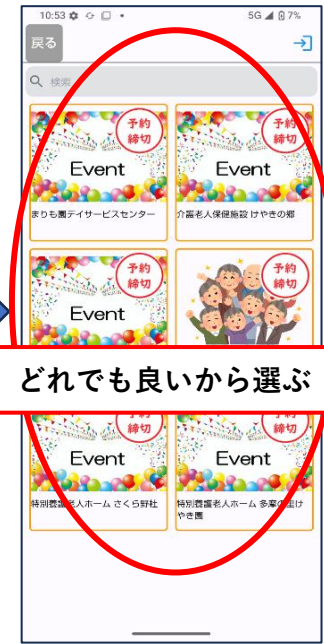 10:53
5G 7%
戻る
検索
予約
締切
Event
まりも園デイサービスセンター
予約
締切
Event
介護老人保健施設 けやきの郷
予約
締切
Event
予約
締切
どれでも良いから選ぶ
締切
Event
特別養護老人ホーム さくら野杜
締切
Event
特別養護老人ホーム 多摩の里け
やき園